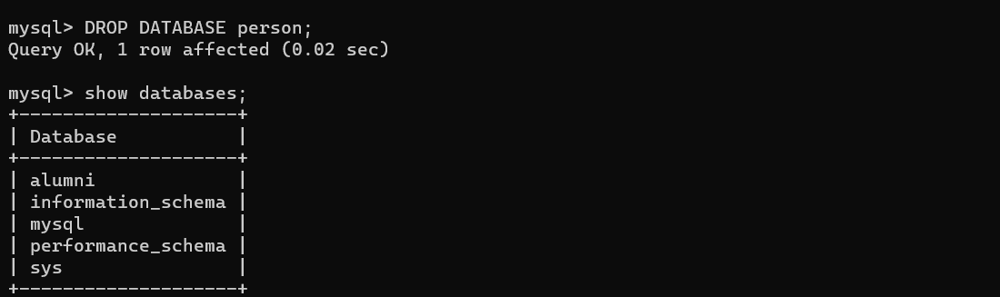 mysql> DROP DATABASE person;
Query OK, 1 row affected (0.02 sec)
mysql> show databases;
+--------------------+
| Database           |
+--------------------+
| alumni             |
| information_schema |
| mysql              |
| performance_schema |
| sys                |
+--------------------+